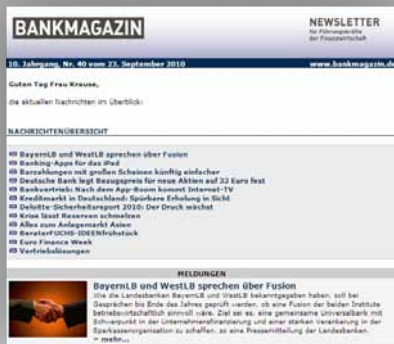 BANKMAGAZIN
NEWSLETTER
für Führungskräfte
der Finanzwirtschaft
10. Jahrgang, Nr. 40 vom 23. September 2010
www.bankmagazin.de
Guten Tag Frau Krause,
die aktuellen Nachrichten im Überblick:
NACHRICHTENÜBERSICHT
BayernLB und WestLB sprechen über Fusion
Banking-Apps für das iPad
Barzahlungen mit großen Scheinen künftig einfacher
Deutsche Bank legt Bezugspreis für neue Aktien auf 33 Euro fest
Bankvertrieb: Nach dem App-Boom kommt Internet-TV
Kreditmarkt in Deutschland: Spürbare Erholung in Sicht
Deloitte-Sicherheitsreport 2010: Der Druck wächst
Krise lässt Reserven schmelzen
Alles zum Anlagemarkt Asien
BeraterFUCHS-IDEENfrühstück
Euro Finance Week
Vertriebslösungen
MELDUNGEN
BayernLB und WestLB sprechen über Fusion
Wie die Landesbanken BayernLB und WestLB bekanntgegeben haben, soll bei
Gesprächen bis Ende des Jahres geprüft werden, ob eine Fusion der beiden Institute
betriebswirtschaftlich sinnvoll wäre. Ziel sei es, eine gemeinsame Universalbank mit
Schwerpunkt in der Unternehmensfinanzierung und einer starken Verankerung in der
Sparkassenorganisation zu schaffen, so eine Pressemitteilung der Landesbanken.
mehr...